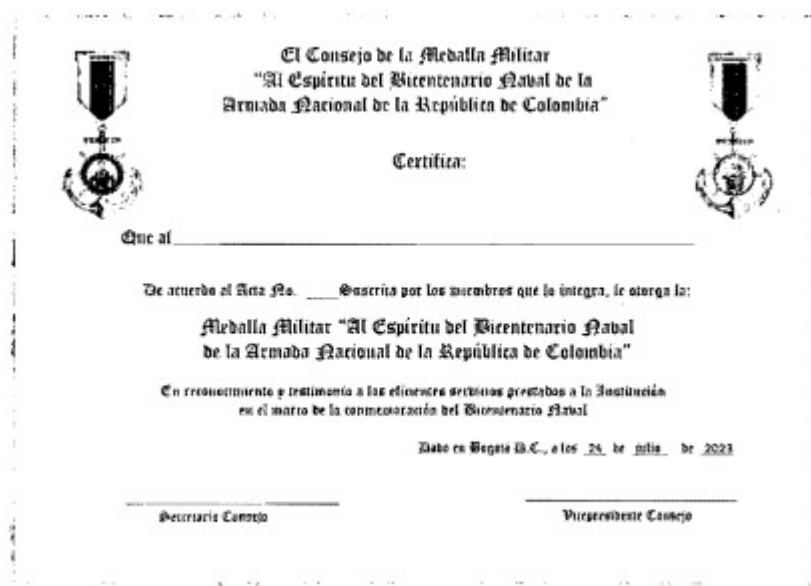 El Consejo de la Medalla Militar
"Al Espíritu del Bicentenario Naval de la
Armada Nacional de la República de Colombia"
Certifica:
Que al
De acuerdo al Acta No. ____ Suscrita por los miembros que lo integra, le otorga la:
Medalla Militar "Al Espíritu del Bicentenario Naval
de la Armada Nacional de la República de Colombia"
En reconocimiento y testimonio a los eficientes servicios prestados a la Institución
en el marco de la conmemoración del Bicentenario Naval
Dado en Bogotá D.C., a los 24 de julio de 2023
Secretario Consejo
Vicepresidente Consejo